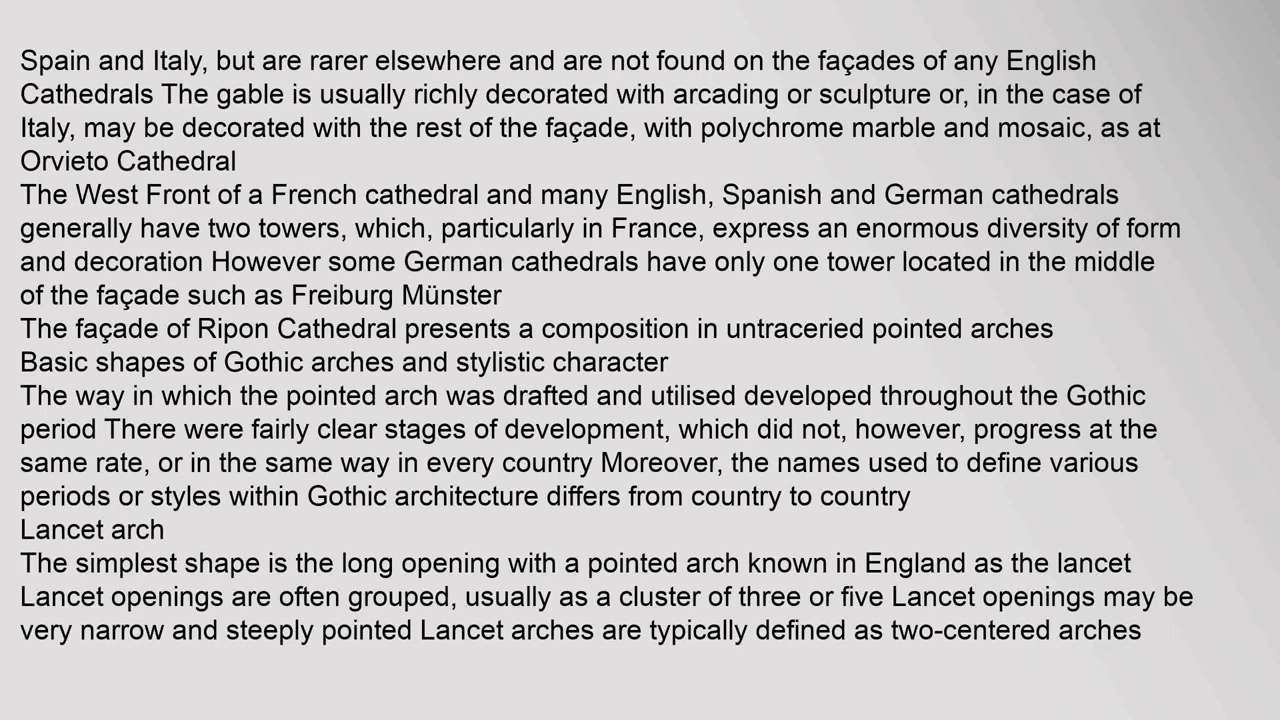 Spain and Italy, but are rarer elsewhere and are not found on the façades of any English
Cathedrals The gable is usually richly decorated with arcading or sculpture or, in the case of
Italy, may be decorated with the rest of the façade, with polychrome marble and mosaic, as at
Orvieto Cathedral
The West Front of a French cathedral and many English, Spanish and German cathedrals
generally have two towers, which, particularly in France, express an enormous diversity of form
and decoration However some German cathedrals have only one tower located in the middle
of the façade such as Freiburg Münster
The façade of Ripon Cathedral presents a composition in untraceried pointed arches
Basic shapes of Gothic arches and stylistic character
The way in which the pointed arch was drafted and utilised developed throughout the Gothic
period There were fairly clear stages of development, which did not, however, progress at the
same rate, or in the same way in every country Moreover, the names used to define various
periods or styles within Gothic architecture differs from country to country
Lancet arch
The simplest shape is the long opening with a pointed arch known in England as the lancet
Lancet openings are often grouped, usually as a cluster of three or five Lancet openings may be
very narrow and steeply pointed Lancet arches are typically defined as two-centered arches